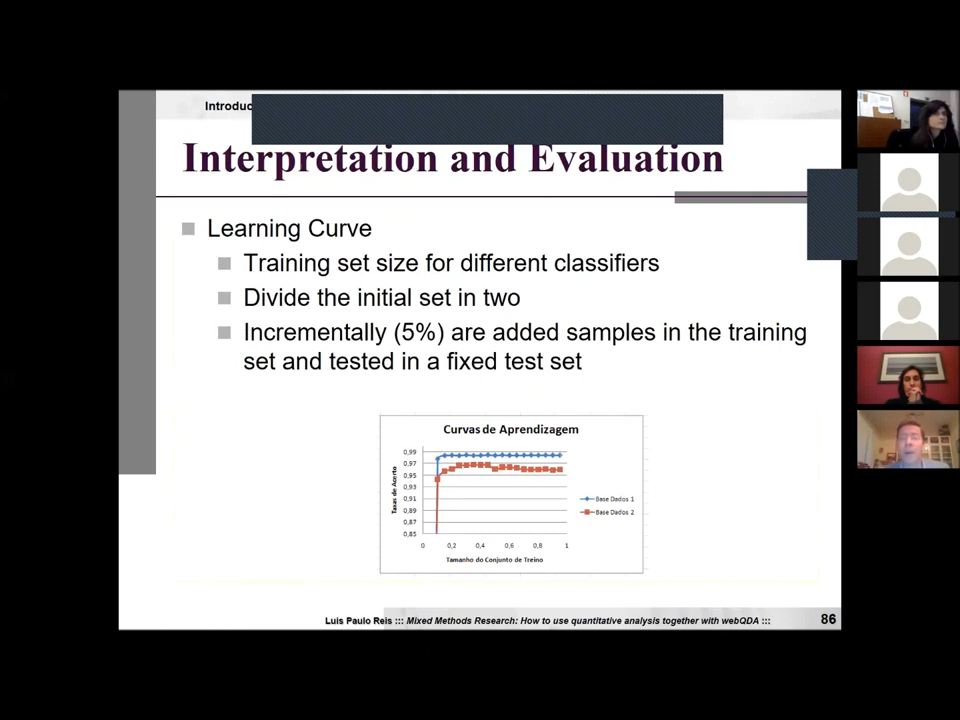 Introduc
Interpretation and Evaluation
Learning Curve
Training set size for different classifiers
Divide the initial set in two
Incrementally (5%) are added samples in the training
set and tested in a fixed test set
Curvas de Aprendizagem
Taxas de Acerto
0,99
0,97
0,95
0,93
0,91
0,89
0,87
0,85
0 0,2 0,4 0,6 0,8 1
Tamanho do Conjunto de Treino
Base Dados 1
Base Dados 2
Luis Paulo Reis ::: Mixed Methods Research: How to use quantitative analysis together with webQDA ::: 86